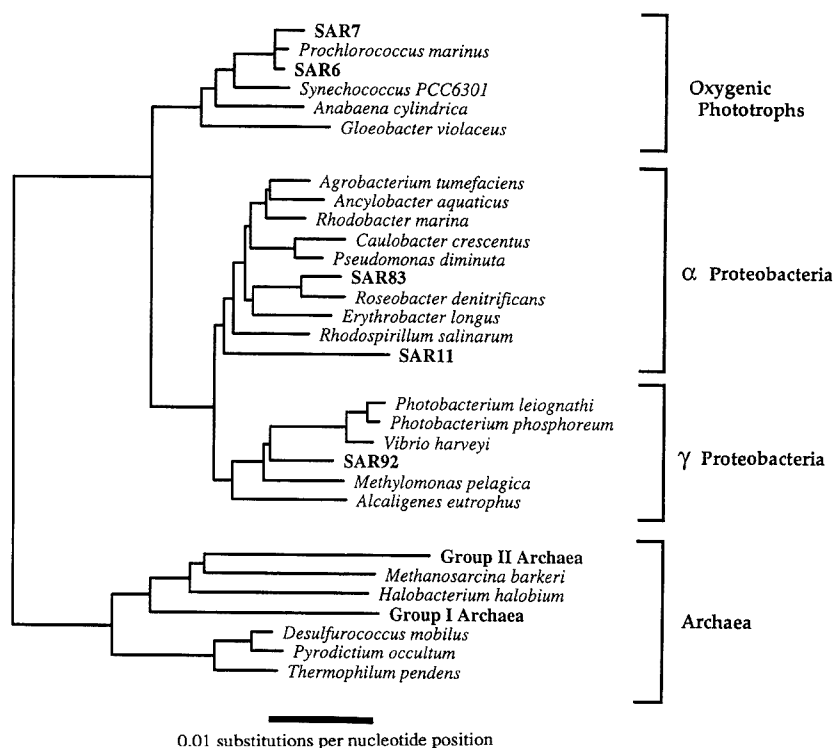 SAR7
Prochlorococcus marinus
SAR6
Synechococcus PCC6301
Anabaena cylindrica
Gloeobacter violaceus
Oxygenic
Phototrophs
Agrobacterium tumefaciens
Ancylobacter aquaticus
Rhodobacter marina
Caulobacter crescentus
Pseudomonas diminuta
SAR83
Roseobacter denitrificans
Erythrobacter longus
Rhodospirillum salinarum
SAR11
α Proteobacteria
Photobacterium leiognathi
Photobacterium phosphoreum
Vibrio harveyi
SAR92
Methylomonas pelagica
Alcaligenes eutrophus
γ Proteobacteria
Group II Archaea
Methanosarcina barkeri
Halobacterium halobium
Group I Archaea
Desulfurococcus mobilus
Pyrodictium occultum
Thermophilum pendens
Archaea
0.01 substitutions per nucleotide position